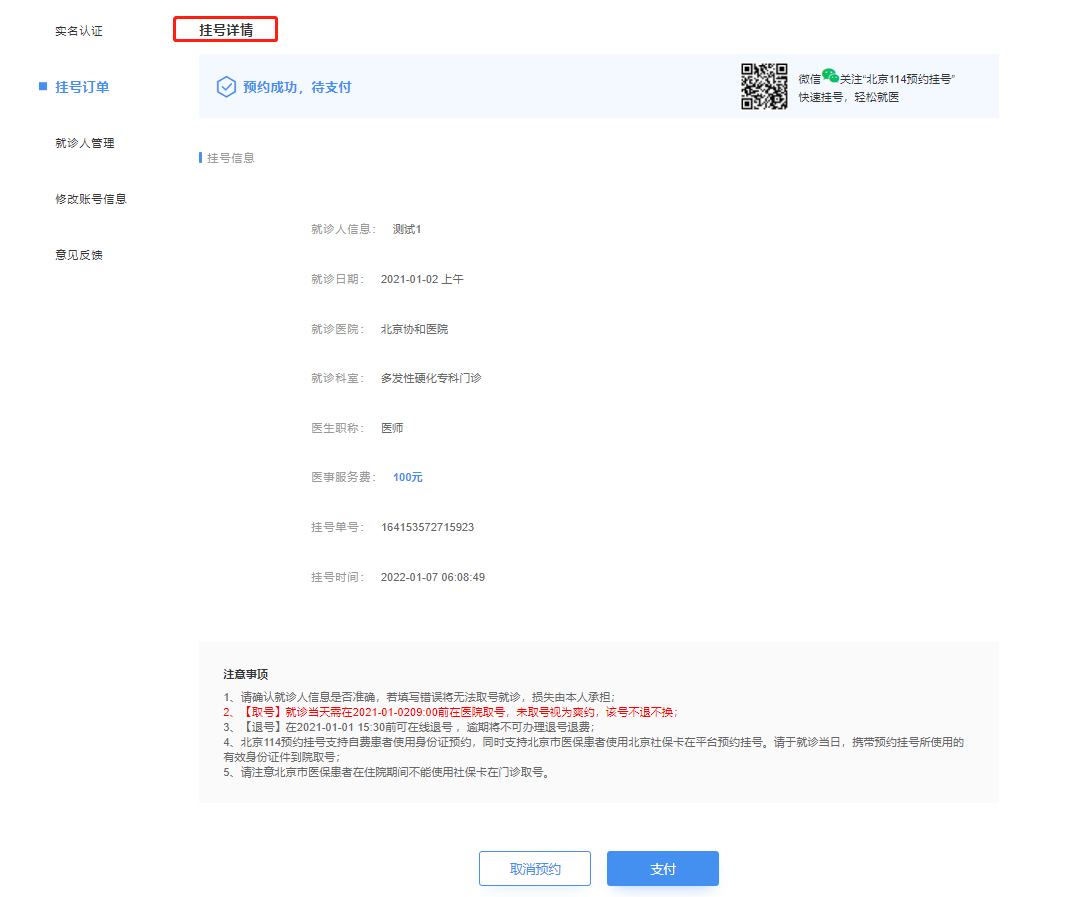 实名认证
挂号详情
挂号订单
预约成功，待支付
微信关注“北京114预约挂号”
快速挂号，轻松就医
就诊人管理
挂号信息
修改账号信息
就诊人信息： 测试1
意见反馈
就诊日期： 2021-01-02 上午
就诊医院： 北京协和医院
就诊科室： 多发性硬化专科门诊
医生职称： 医师
医事服务费： 100元
挂号单号： 164153572715923
挂号时间： 2022-01-07 06:08:49
注意事项
1、请确认就诊人信息是否准确，若填写错误将无法取号就诊，损失由本人承担；
2、【取号】就诊当天需在2021-01-0209:00前在医院取号，未取号视为爽约，该号不退不换；
3、【退号】在2021-01-01 15:30前可在线退号 ，逾期将不可办理退号退费；
4、北京114预约挂号支持自费患者使用身份证预约，同时支持北京市医保患者使用北京社保卡在平台预约挂号。请于就诊当日，携带预约挂号所使用的
有效身份证件到院取号；
5、请注意北京市医保患者在住院期间不能使用社保卡在门诊取号。
取消预约
支付